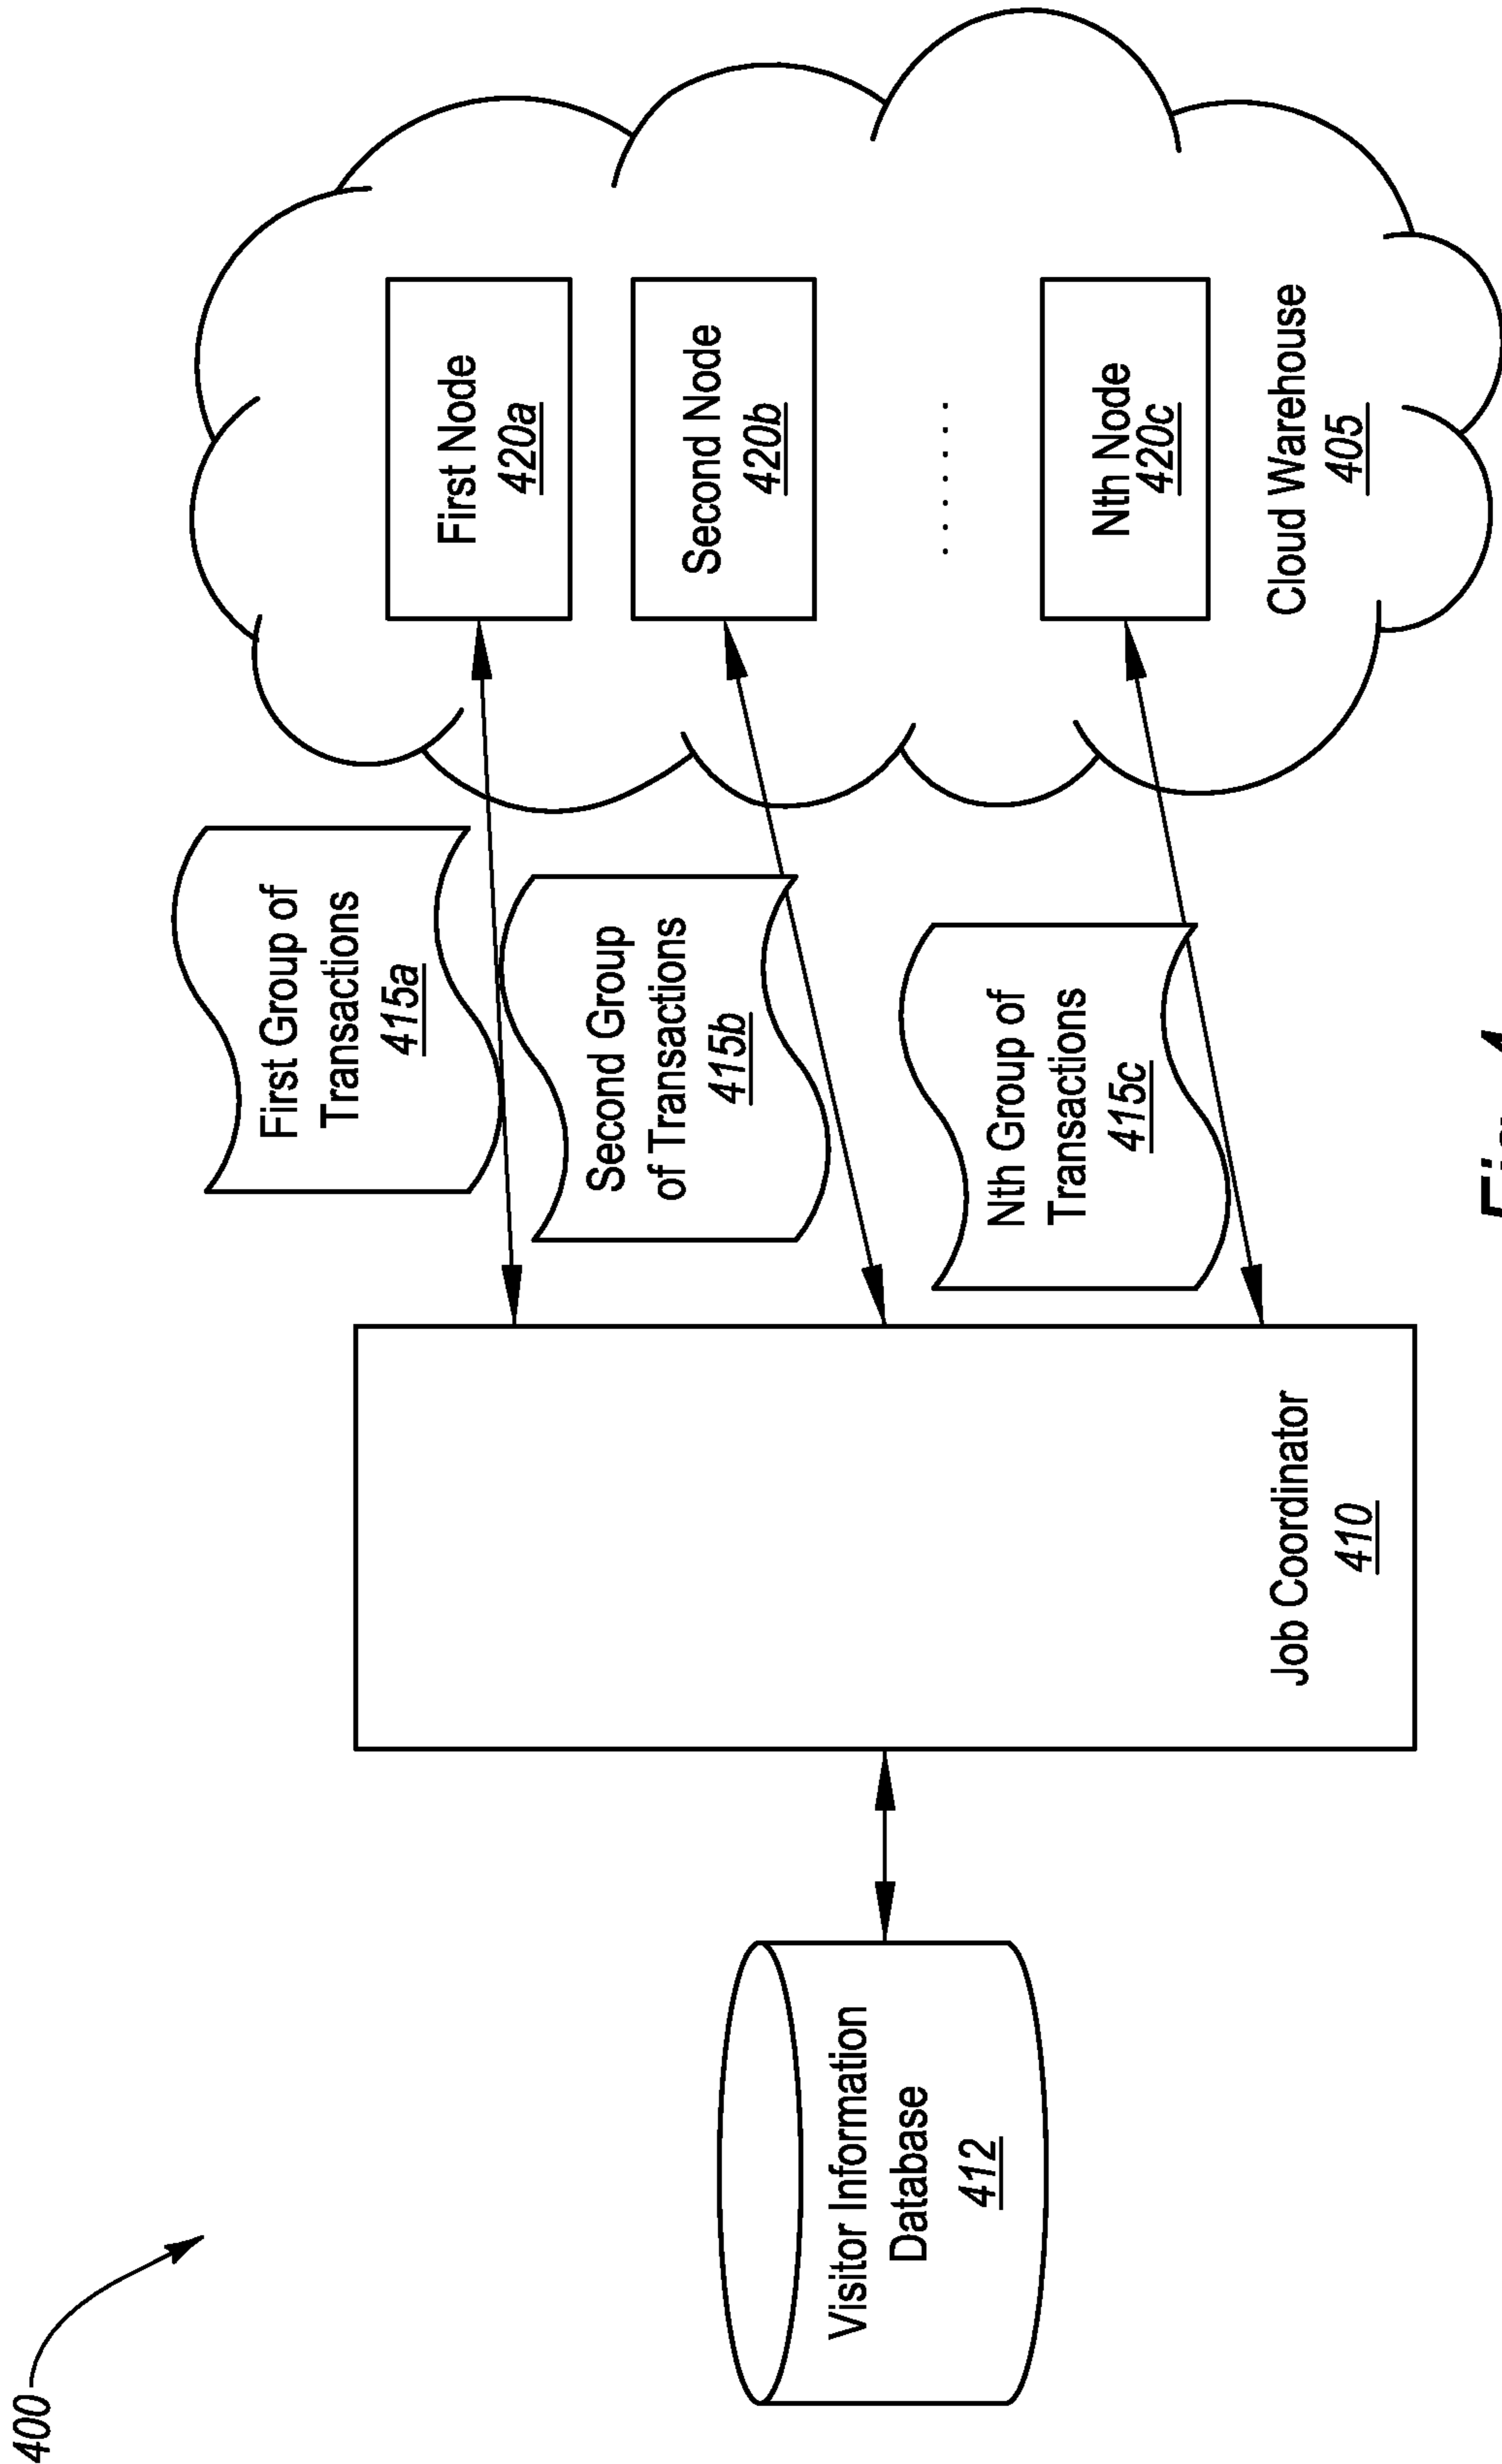 400
First Group of
Transactions
415a
Second Group
of Transactions
415b
Nth Group of
Transactions
415c
First Node
420a
Second Node
420b
......
Nth Node
420c
Cloud Warehouse
405
Job Coordinator
410
Visitor Information
Database
412